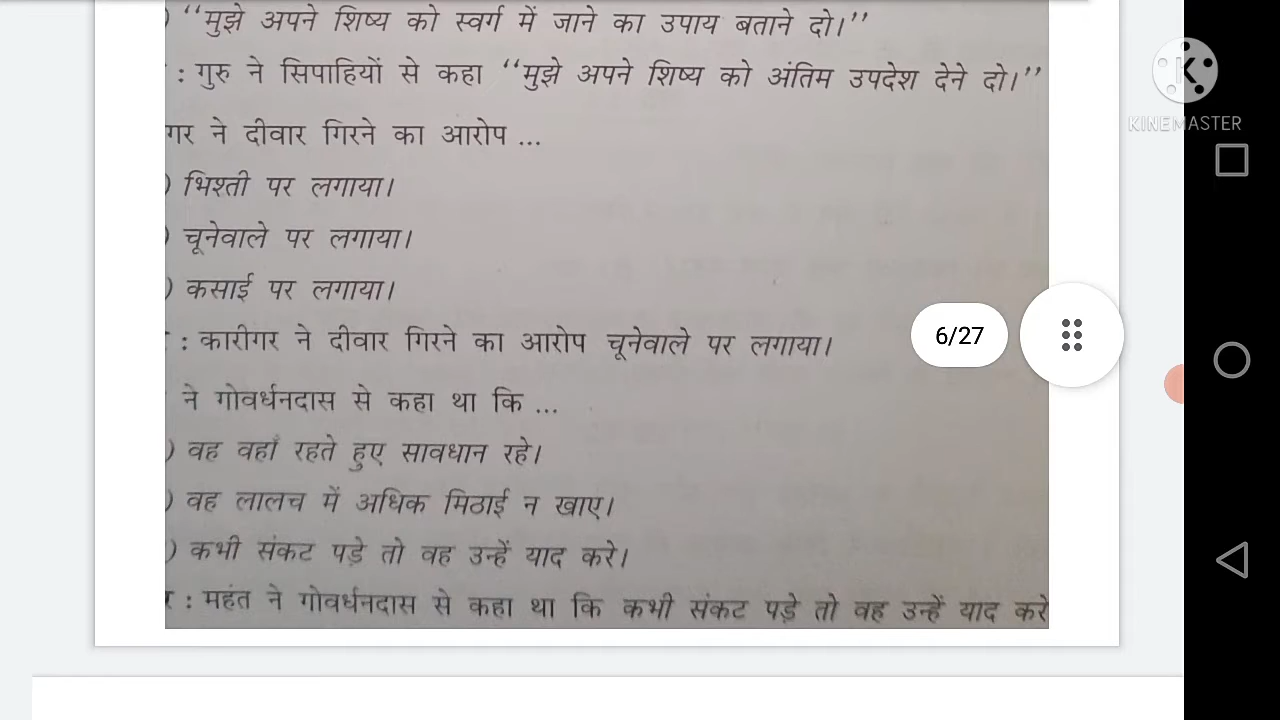 ) ‘‘मुझे अपने शिष्य को स्वर्ग में जाने का उपाय बताने दो।’’
: गुरु ने सिपाहियों से कहा ‘‘मुझे अपने शिष्य को अंतिम उपदेश देने दो।’’
गर ने दीवार गिरने का आरोप ...
) भिश्ती पर लगाया।
) चूनेवाले पर लगाया।
) कसाई पर लगाया।
: कारीगर ने दीवार गिरने का आरोप चूनेवाले पर लगाया।
ने गोवर्धनदास से कहा था कि ...
) वह वहाँ रहते हुए सावधान रहे।
) वह लालच में अधिक मिठाई न खाए।
) कभी संकट पड़े तो वह उन्हें याद करे।
र : महंत ने गोवर्धनदास से कहा था कि कभी संकट पड़े तो वह उन्हें याद करे
6/27
K
KINEMASTER